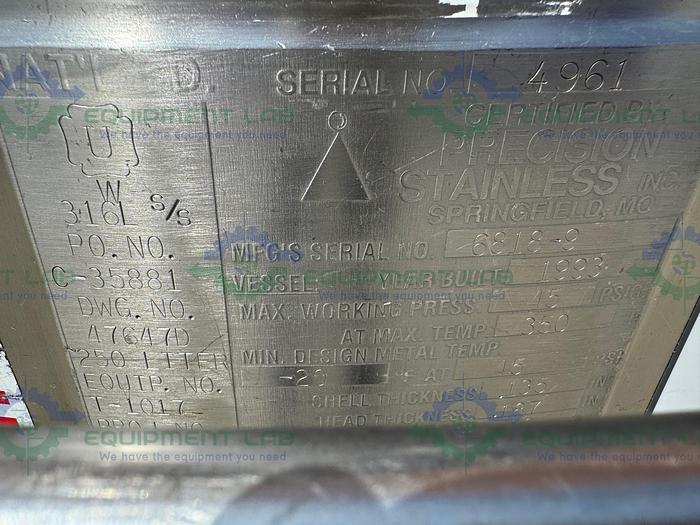 NAT'L D. SERIAL NO. 4961
U
W
316L S/S
P.O. NO.
C-35881
DWG. NO.
47647D
250 LITER
EQUIP. NO.
T-1017
CERTIFIED BY
PRECISION
STAINLESS INC.
SPRINGFIELD, MO
MFG'S SERIAL NO. 6818-9
VESSEL YEAR BUILT 1993
MAX. WORKING PRESS. 45 PSIG
AT MAX. TEMP. 350
MIN. DESIGN METAL TEMP.
-20 °F AT 45 PSIG
SHELL THICKNESS .135 IN
HEAD THICKNESS
EQUIPMENT LAB
We have the equipment you need